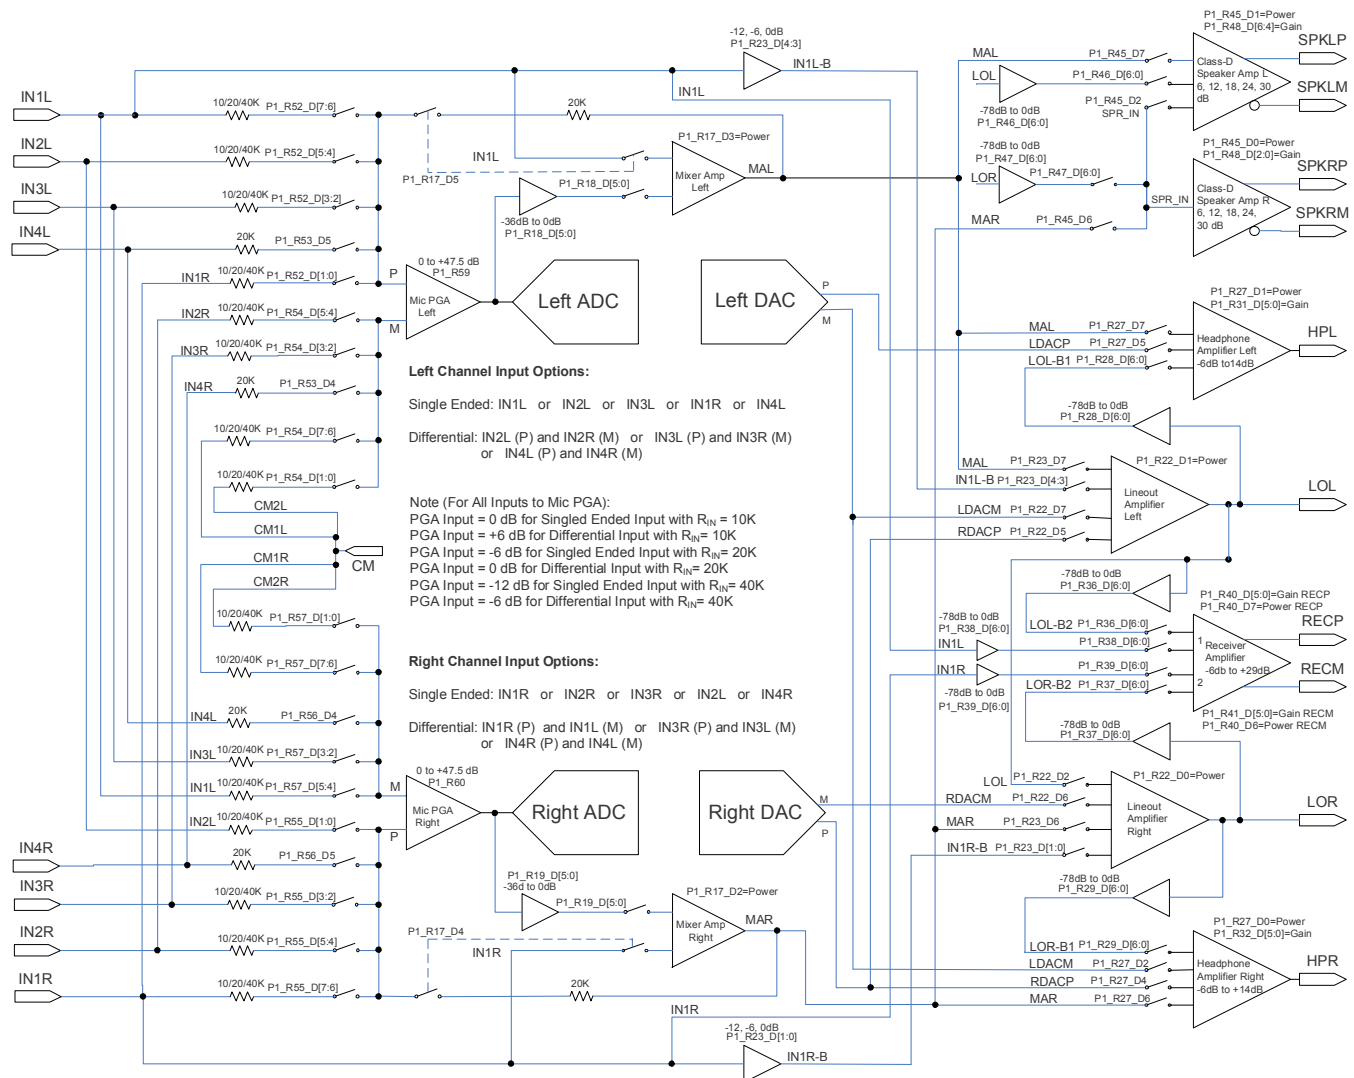 -12, -6, 0dB
P1_R23_D[4:3]
IN1L-B
IN1L
IN1L
10/20/40K P1_R52_D[7:6]
20K
IN2L
10/20/40K P1_R52_D[5:4]
IN1L
P1_R17_D5
P1_R17_D3=Power
Mixer Amp
Left
MAL
IN3L
10/20/40K P1_R52_D[3:2]
P1_R18_D[5:0]
-36dB to 0dB
P1_R18_D[5:0]
IN4L
20K P1_R53_D5
IN1R 10/20/40K P1_R52_D[1:0]
IN2R 10/20/40K P1_R54_D[5:4]
IN3R 10/20/40K P1_R54_D[3:2]
IN4R 20K P1_R53_D4
10/20/40K P1_R54_D[7:6]
10/20/40K P1_R54_D[1:0]
CM2L
CM1L
CM1R
CM2R
CM
10/20/40K P1_R57_D[1:0]
10/20/40K P1_R57_D[7:6]
IN4L 20K P1_R56_D4
IN3L 10/20/40K P1_R57_D[3:2]
IN1L 10/20/40K P1_R57_D[5:4]
IN2L 10/20/40K P1_R55_D[1:0]
IN4R
20K P1_R56_D5
IN3R
10/20/40K P1_R55_D[3:2]
IN2R
10/20/40K P1_R55_D[5:4]
IN1R
10/20/40K P1_R55_D[7:6]
0 to +47.5 dB
P1_R59
P
M
Mic PGA
Left
Left ADC
Left DAC
P
M
Left Channel Input Options:
Single Ended: IN1L or IN2L or IN3L or IN1R or IN4L
Differential: IN2L (P) and IN2R (M) or IN3L (P) and IN3R (M)
or IN4L (P) and IN4R (M)
Note (For All Inputs to Mic PGA):
PGA Input = 0 dB for Singled Ended Input with RIN = 10K
PGA Input = +6 dB for Differential Input with RIN= 10K
PGA Input = -6 dB for Singled Ended Input with RIN= 20K
PGA Input = 0 dB for Differential Input with RIN= 20K
PGA Input = -12 dB for Singled Ended Input with RIN= 40K
PGA Input = -6 dB for Differential Input with RIN= 40K
Right Channel Input Options:
Single Ended: IN1R or IN2R or IN3R or IN2L or IN4R
Differential: IN1R (P) and IN1L (M) or IN3R (P) and IN3L (M)
or IN4R (P) and IN4L (M)
0 to +47.5 dB
P1_R60
M
P
Mic PGA
Right
Right ADC
Right DAC
M
P
P1_R19_D[5:0]
-36d to 0dB
P1_R19_D[5:0]
P1_R17_D2=Power
Mixer Amp
Right
MAR
P1_R17_D4
IN1R
20K
IN1R
-12, -6, 0dB
P1_R23_D[1:0]
IN1R-B
P1_R45_D1=Power
P1_R48_D[6:4]=Gain
MAL P1_R45_D7
LOL P1_R46_D[6:0]
-78dB to 0dB
P1_R46_D[6:0]
P1_R45_D2
SPR_IN
Class-D
Speaker Amp L
6, 12, 18, 24, 30
dB
SPKLP
SPKLM
-78dB to 0dB
P1_R47_D[6:0]
LOR P1_R47_D[6:0]
MAR P1_R45_D6
SPR_IN
P1_R45_D0=Power
P1_R48_D[2:0]=Gain
Class-D
Speaker Amp R
6, 12, 18, 24,
30 dB
SPKRP
SPKRM
P1_R27_D1=Power
P1_R31_D[5:0]=Gain
MAL P1_R27_D7
LDACP P1_R27_D5
LOL-B1 P1_R28_D[6:0]
Headphone
Amplifier Left
-6dB to14dB
HPL
-78dB to 0dB
P1_R28_D[6:0]
MAL P1_R23_D7
IN1L-B P1_R23_D[4:3]
LDACM P1_R22_D7
RDACP P1_R22_D5
P1_R22_D1=Power
Lineout
Amplifier
Left
LOL
-78dB to 0dB
P1_R36_D[6:0]
-78dB to 0dB
P1_R38_D[6:0]
LOL-B2 P1_R36_D[6:0]
IN1L P1_R38_D[6:0]
IN1R P1_R39_D[6:0]
-78dB to 0dB
P1_R39_D[6:0]
LOR-B2 P1_R37_D[6:0]
P1_R40_D[5:0]=Gain RECP
P1_R40_D7=Power RECP
1
Receiver
Amplifier
-6db to +29dB
2
RECP
RECM
P1_R41_D[5:0]=Gain RECM
P1_R40_D6=Power RECM
-78dB to 0dB
P1_R37_D[6:0]
LOL P1_R22_D2
RDACM P1_R22_D6
MAR P1_R23_D6
IN1R-B P1_R23_D[1:0]
P1_R22_D0=Power
Lineout
Amplifier
Right
LOR
-78dB to 0dB
P1_R29_D[6:0]
P1_R27_D0=Power
P1_R32_D[5:0]=Gain
LOR-B1 P1_R29_D[6:0]
LDACM P1_R27_D2
RDACP P1_R27_D4
MAR P1_R27_D6
Headphone
Amplifier Right
-6dB to +14dB
HPR